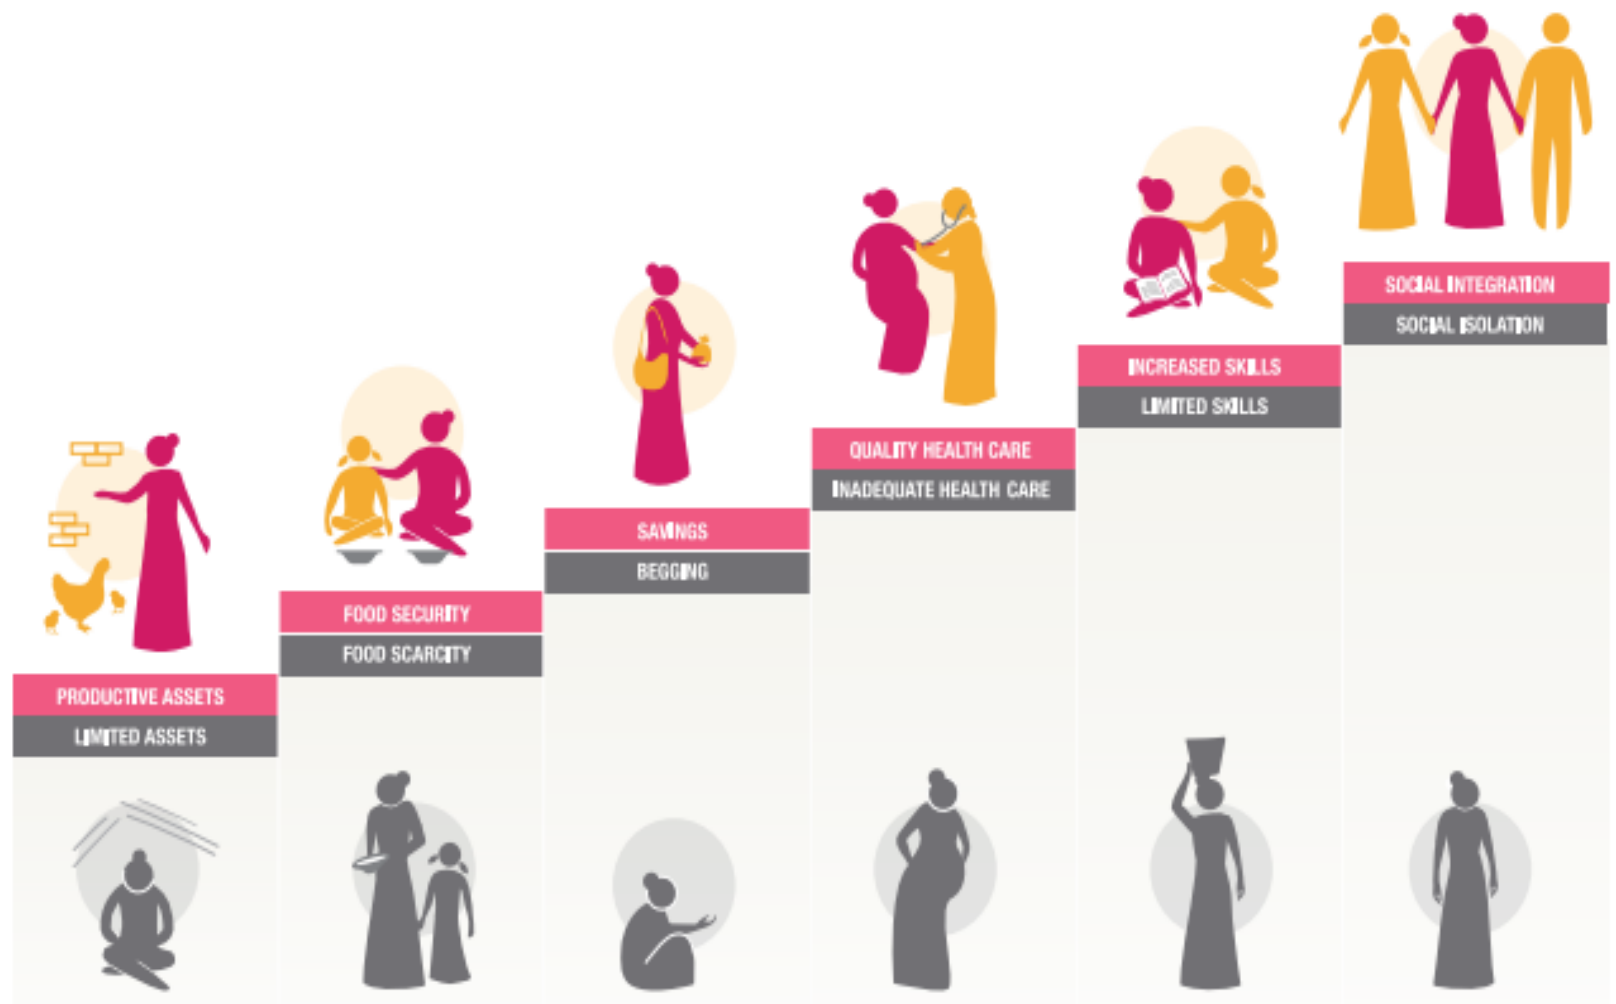 PRODUCTIVE ASSETS
LIMITED ASSETS
FOOD SECURITY
FOOD SCARCITY
SAVINGS
BEGGING
QUALITY HEALTH CARE
INADEQUATE HEALTH CARE
INCREASED SKILLS
LIMITED SKILLS
SOCIAL INTEGRATION
SOCIAL ISOLATION